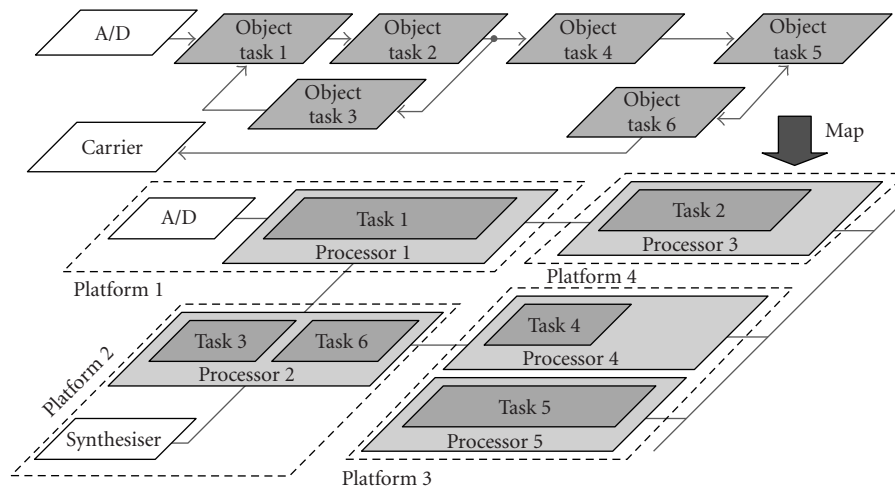 A/D
Object
task 1
Object
task 2
Object
task 4
Object
task 5
Object
task 3
Object
task 6
Carrier
Map
A/D
Task 1
Processor 1
Platform 1
Task 2
Processor 3
Platform 4
Task 3
Task 6
Processor 2
Platform 2
Synthesiser
Task 4
Processor 4
Task 5
Processor 5
Platform 3